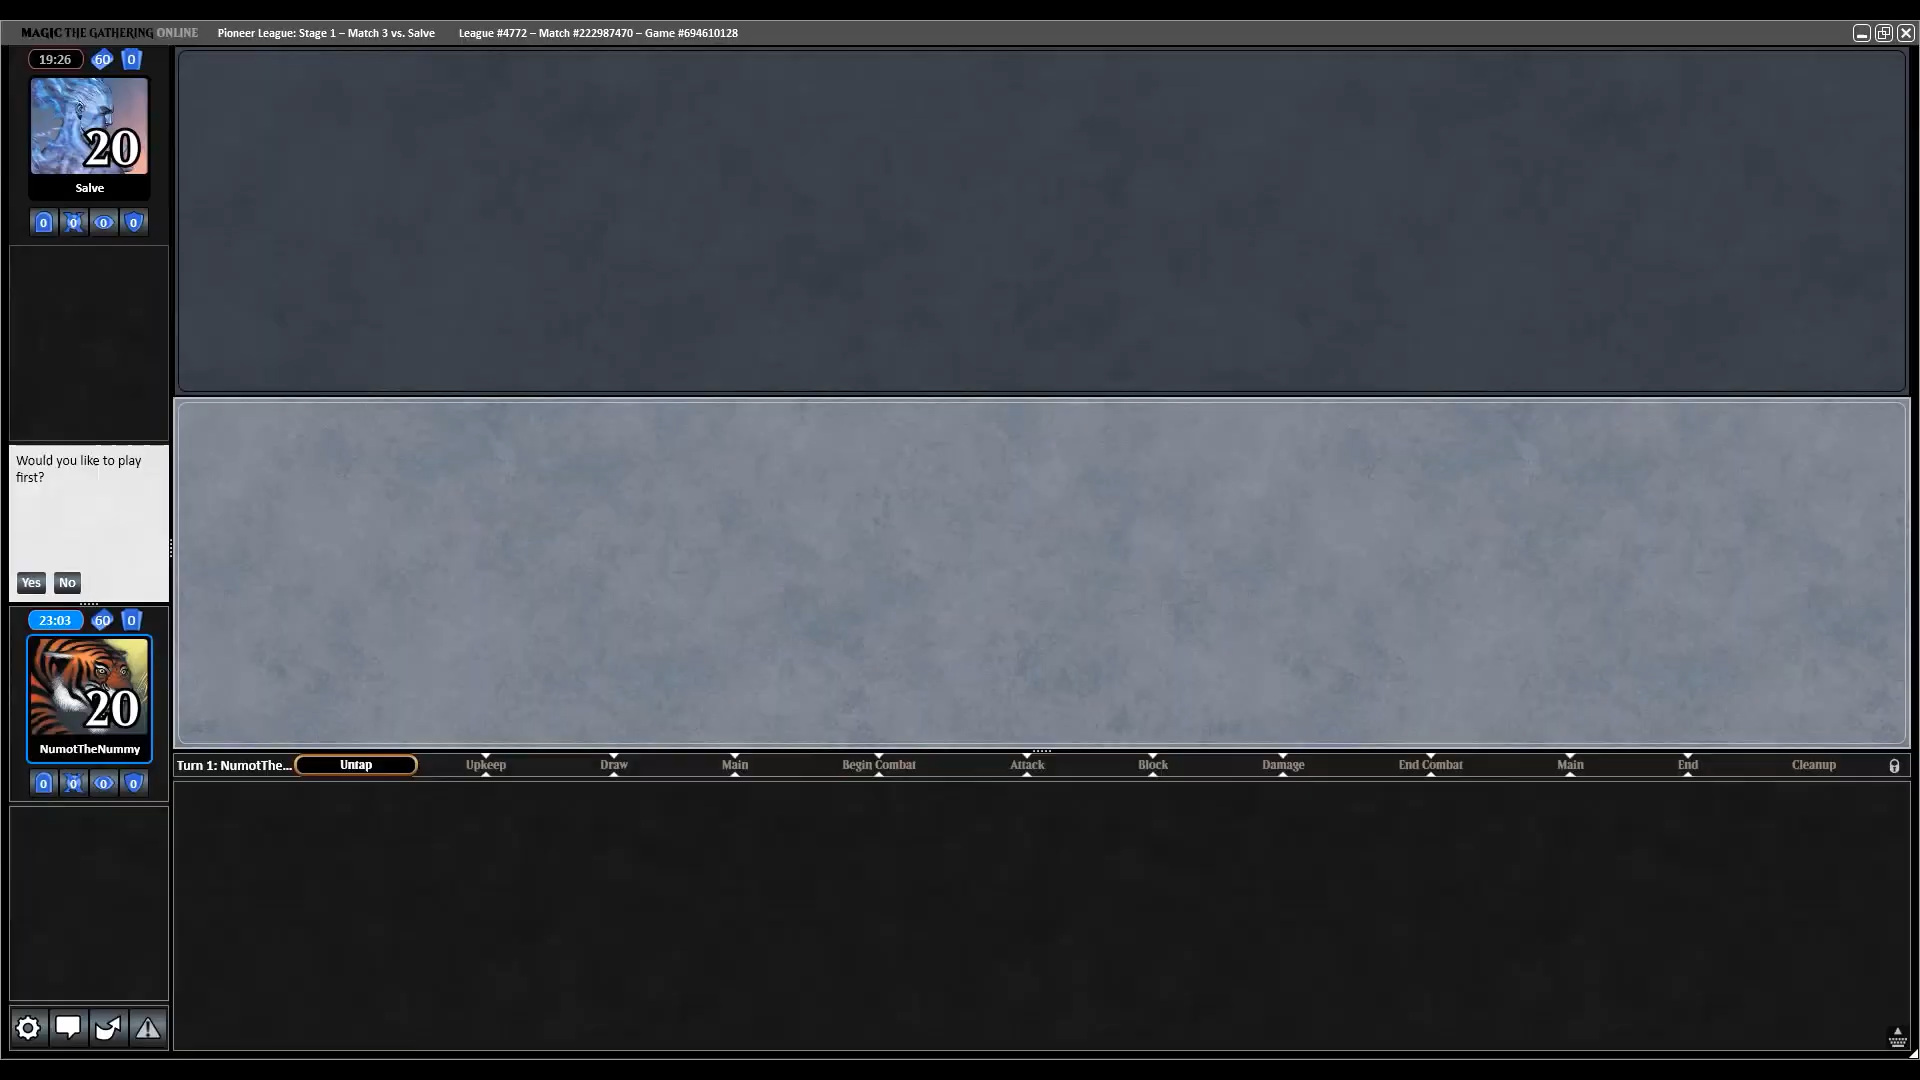 MAGIC THE GATHERING ONLINE Pioneer League: Stage 1 – Match 3 vs. Salve League #4772 – Match #222987470 – Game #694610128
19:26 60 0
20
Salve
0 0 0 0
Would you like to play
first?
Yes No
23:03 60 0
20
NumotTheNummy
Turn 1: NumotThe... Untap Upkeep Draw Main Begin Combat Attack Block Damage End Combat Main End Cleanup
0 0 0 0